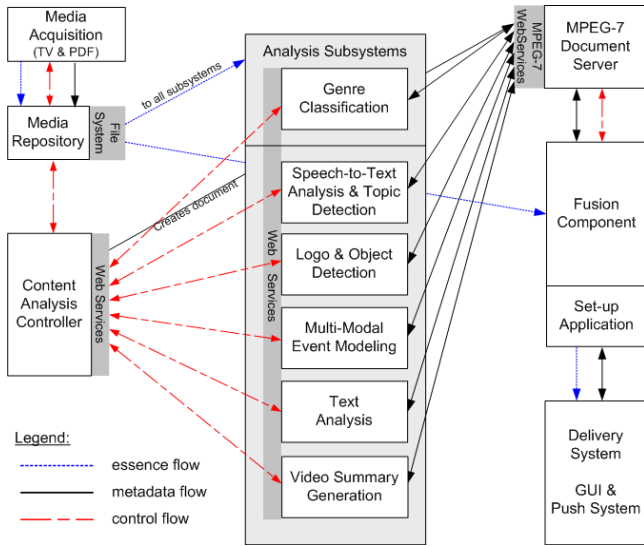 Media
Acquisition
(TV & PDF)
Media
Repository
File
System
to all subsystems
Creates document
Content
Analysis
Controller
Web Services
Analysis Subsystems
Web Services
Genre
Classification
Speech-to-Text
Analysis & Topic
Detection
Logo & Object
Detection
Multi-Modal
Event Modeling
Text
Analysis
Video Summary
Generation
MPEG-7
WebServices
MPEG-7
Document
Server
Fusion
Component
Set-up
Application
Delivery
System
GUI &
Push System
Legend:
essence flow
metadata flow
control flow